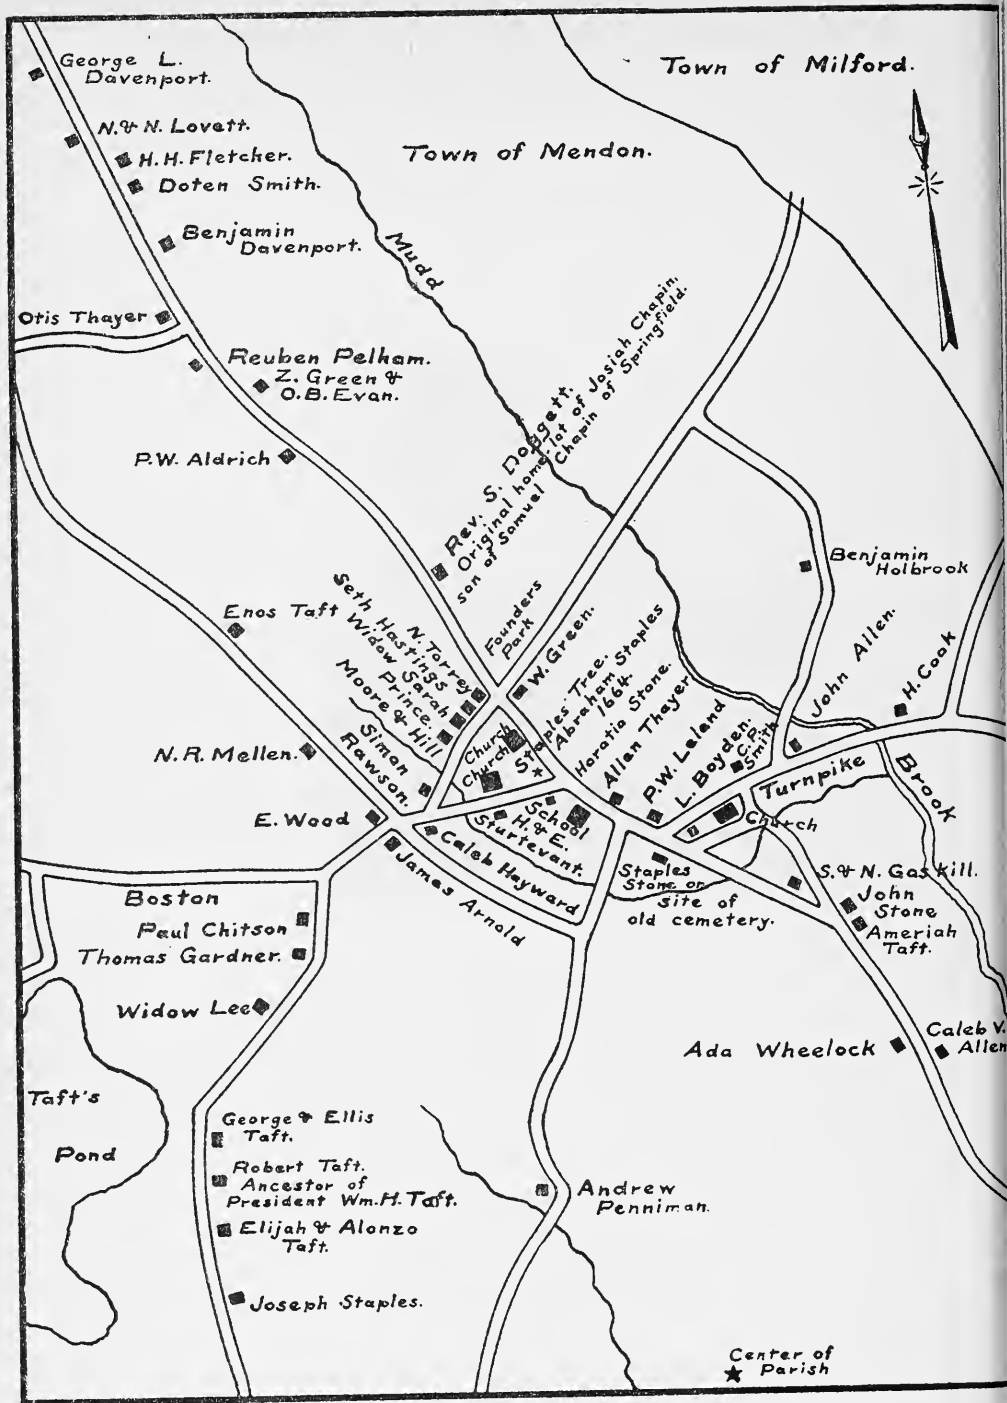 George L.
Davenport.
Town of Milford.
N. & N. Lovett.
H. H. Fletcher.
Doten Smith.
Town of Mendon.
Benjamin
Davenport.
Mudd
Otis Thayer
Reuben Pelham.
Z. Green &
O.B. Evan.
P.W. Aldrich
Rev. S. Doggett.
Original home lot of Josiah Chapin.
son of Samuel Chapin of Springfield.
Benjamin
Holbrook
Enos Taft
Seth Hastings
N. Torrey
Widow Sarah
Prince.
Moore & Hill
Founders
Park
W. Green.
Staples Tree.
Abraham Staples
1664.
Horatio Stone.
Allen Thayer
P.W. Leland
L. Boyden.
C.P.
Smith.
John Allen.
H. Cook
N. R. Mellen.
Simon
Rawson.
Church
Church
Turnpike
Brook
E. Wood
School
H. & E.
Sturtevant.
Church
Caleb Hayward
James Arnold
Staples
Stone or
site of
old cemetery.
S. & N. Gaskill.
John
Stone
Ameriah
Taft.
Boston
Paul Chitson
Thomas Gardner.
Widow Lee
Ada Wheelock
Caleb V.
Allen
Taft's
Pond
George & Ellis
Taft.
Robert Taft.
Ancestor of
President Wm. H. Taft.
Elijah & Alonzo
Taft.
Andrew
Penniman.
Joseph Staples.
Center of
Parish